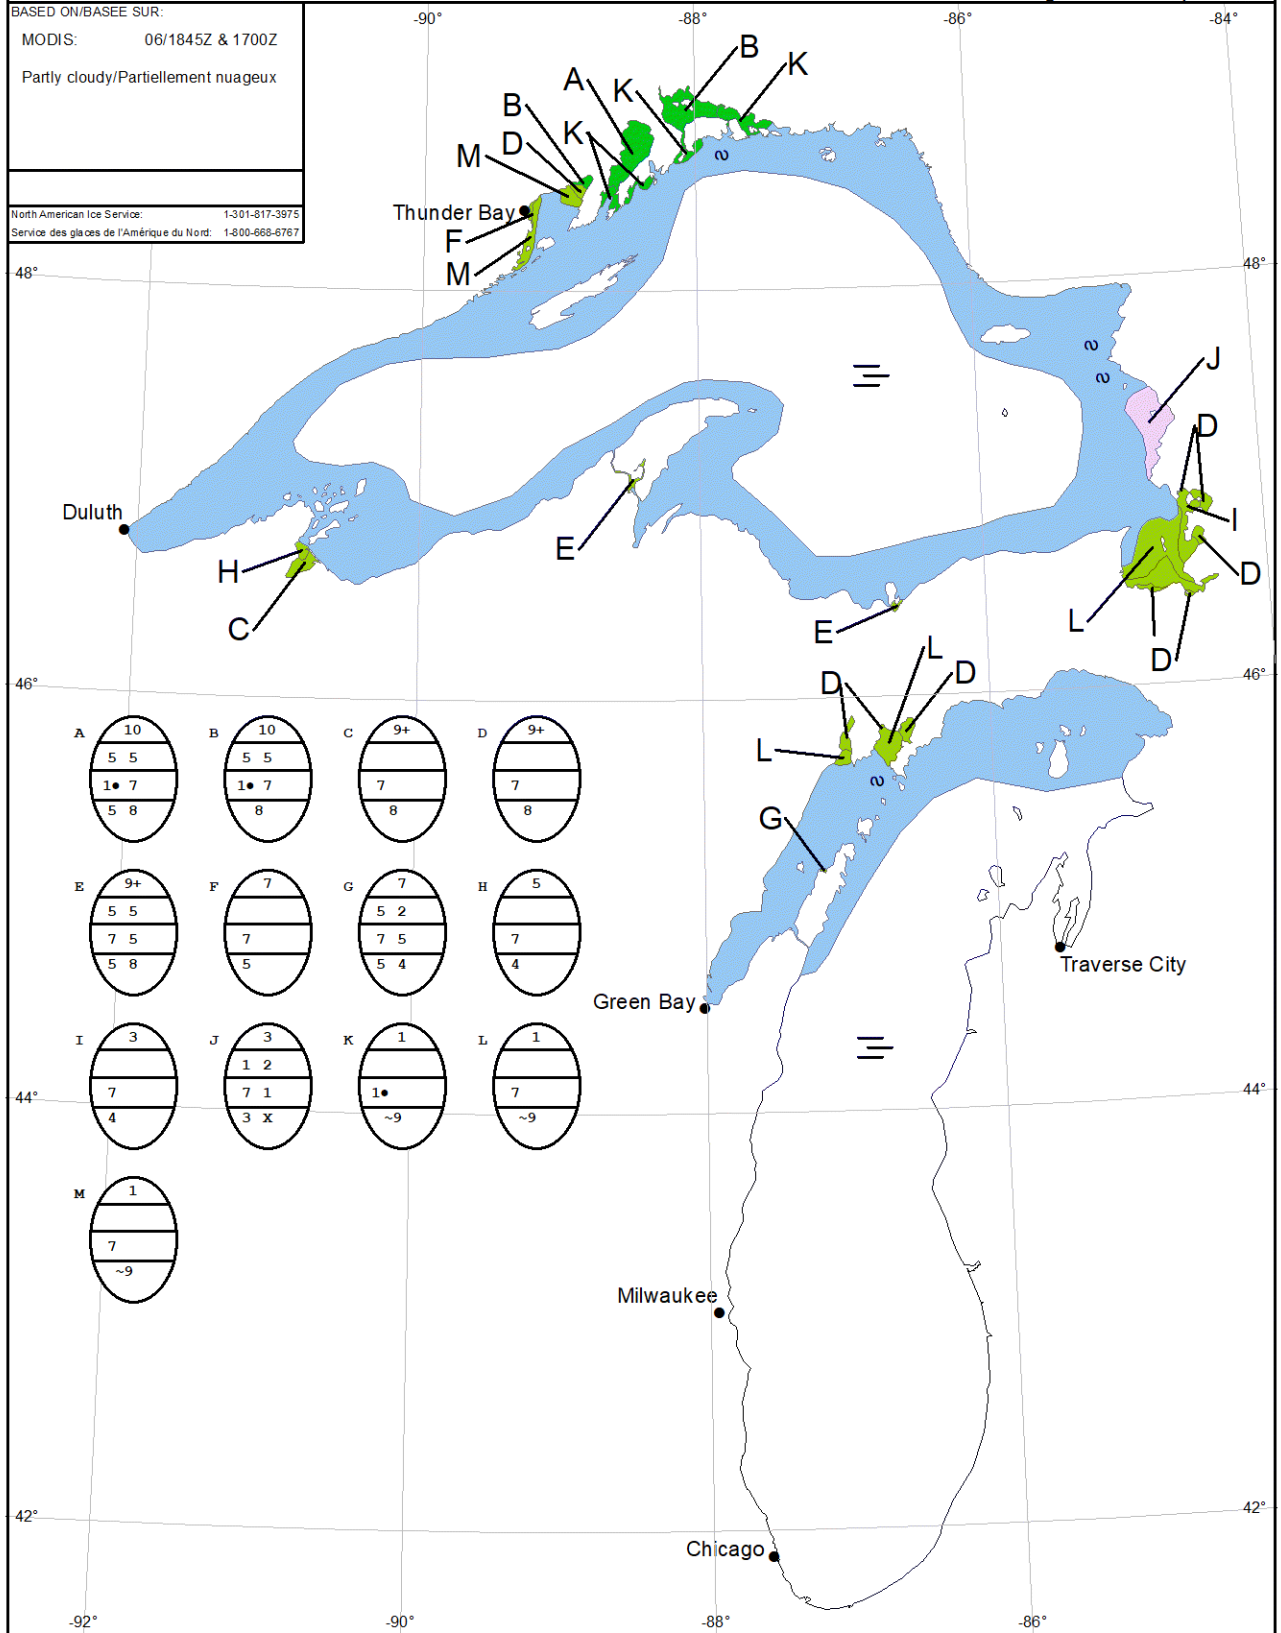 BASED ON/BASEE SUR:
MODIS: 06/1845Z & 1700Z
Partly cloudy/Partiellement nuageux
North American Ice Service: 1-301-817-3975
Service des glaces de l'Amérique du Nord: 1-800-668-6767
-90° -88° -86° -84°
B
K
A
K
B
K
D
M
Thunder Bay
F
M
48° 48°
J
D
Duluth
I
E
H
D
C
E
L
D
L
D
D
46° 46°
L
G
A 10
5 5
1• 7
5 8
B 10
5 5
1• 7
8
C 9+
7
8
D 9+
7
8
E 9+
5 5
7 5
5 8
F 7
7
5
G 7
5 2
7 5
5 4
H 5
7
4
Traverse City
Green Bay
I 3
7
4
J 3
1 2
7 1
3 X
K 1
1•
~9
L 1
7
~9
44° 44°
M 1
7
~9
Milwaukee
42° 42°
Chicago
-92° -90° -88° -86°